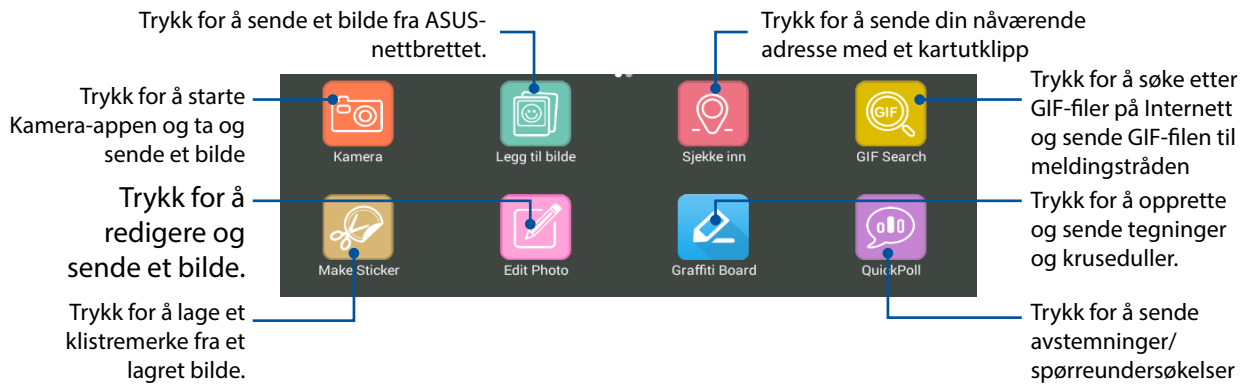 Trykk for å sende et bilde fra ASUS-
nettbrettet.
Trykk for å sende din nåværende
adresse med et kartutklipp
Trykk for å starte
Kamera-appen og ta og
sende et bilde
Trykk for å søke etter
GIF-filer på Internett
og sende GIF-filen til
meldingstråden
GIF
Kamera
Legg til bilde
Sjekke inn
GIF Search
Trykk for å
redigere og
sende et bilde.
Trykk for å opprette
og sende tegninger
og kruseduller.
Make Sticker
Edit Photo
Graffiti Board
QuickPoll
Trykk for å lage et
klistremerke fra et
lagret bilde.
Trykk for å sende
avstemninger/
spørreundersøkelser